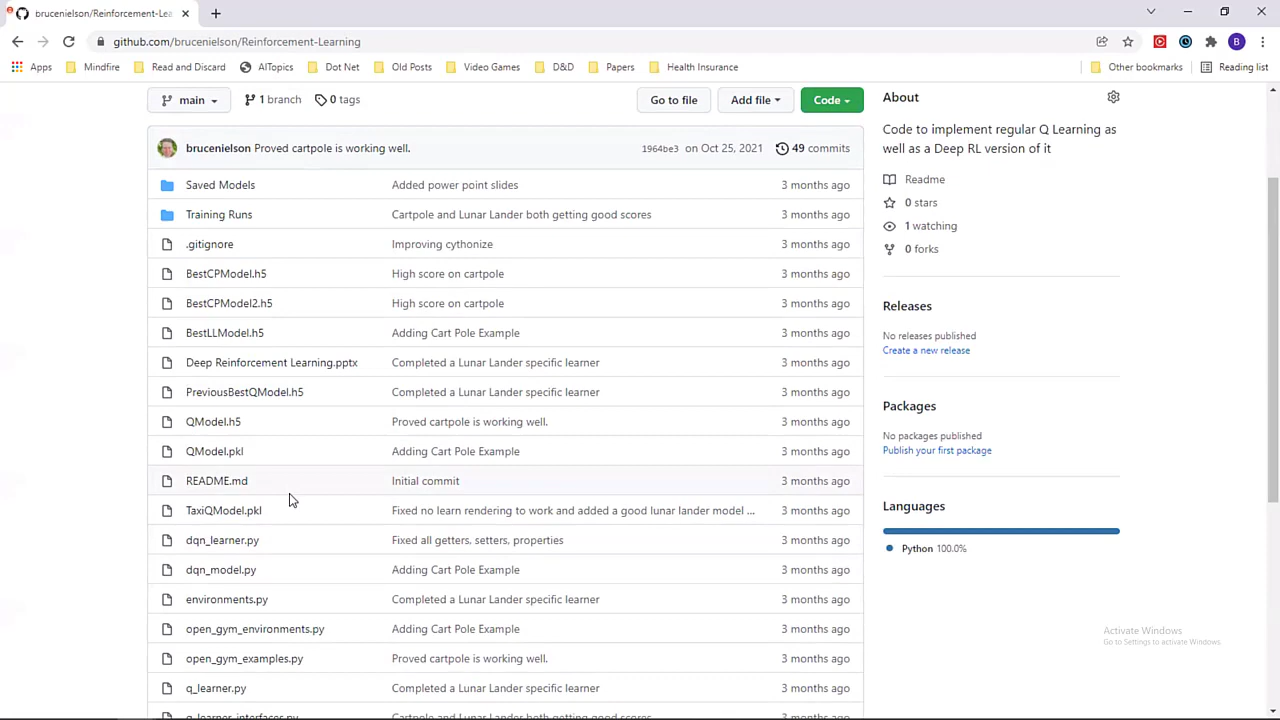 brucenielson/Reinforcement-Lea
github.com/brucenielson/Reinforcement-Learning
Apps Mindfire Read and Discard AITopics Dot Net Old Posts Video Games D&D Papers Health Insurance Other bookmarks Reading list
main 1 branch 0 tags Go to file Add file Code
brucenielson Proved cartpole is working well. 1964be3 on Oct 25, 2021 49 commits
Saved Models Added power point slides 3 months ago
Training Runs Cartpole and Lunar Lander both getting good scores 3 months ago
.gitignore Improving cythonize 3 months ago
BestCPModel.h5 High score on cartpole 3 months ago
BestCPModel2.h5 High score on cartpole 3 months ago
BestLLModel.h5 Adding Cart Pole Example 3 months ago
Deep Reinforcement Learning.pptx Completed a Lunar Lander specific learner 3 months ago
PreviousBestQModel.h5 Completed a Lunar Lander specific learner 3 months ago
QModel.h5 Proved cartpole is working well. 3 months ago
QModel.pkl Adding Cart Pole Example 3 months ago
README.md Initial commit 3 months ago
TaxiQModel.pkl Fixed no learn rendering to work and added a good lunar lander model ... 3 months ago
dqn_learner.py Fixed all getters, setters, properties 3 months ago
dqn_model.py Adding Cart Pole Example 3 months ago
environments.py Completed a Lunar Lander specific learner 3 months ago
open_gym_environments.py Adding Cart Pole Example 3 months ago
open_gym_examples.py Proved cartpole is working well. 3 months ago
q_learner.py Completed a Lunar Lander specific learner 3 months ago
q_learner_interfaces.py Cartpole and Lunar Lander both getting good scores 3 months ago
About
Code to implement regular Q Learning as
well as a Deep RL version of it
Readme
0 stars
1 watching
0 forks
Releases
No releases published
Create a new release
Packages
No packages published
Publish your first package
Languages
Python 100.0%
Activate Windows
Go to Settings to activate Windows.
B